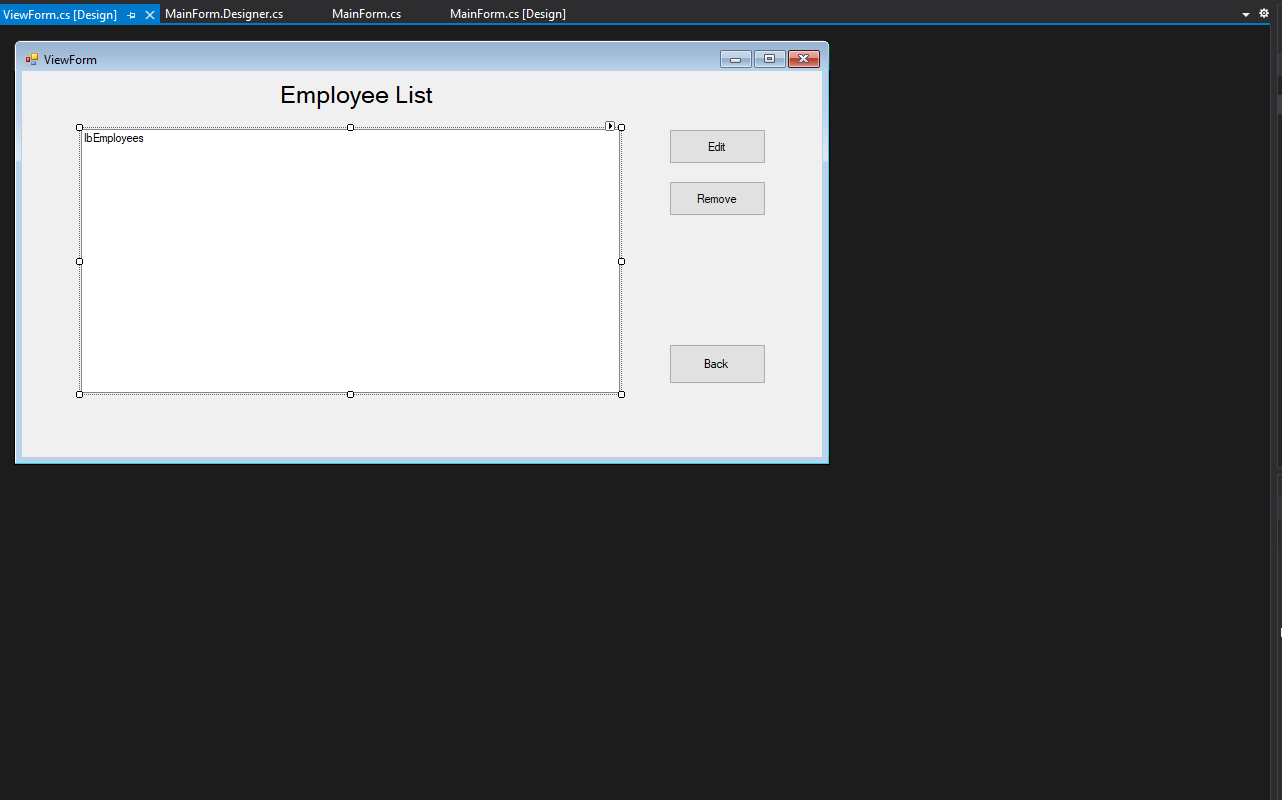 ViewForm.cs [Design] MainForm.Designer.cs MainForm.cs MainForm.cs [Design]
ViewForm
Employee List
lbEmployees
Edit
Remove
Back